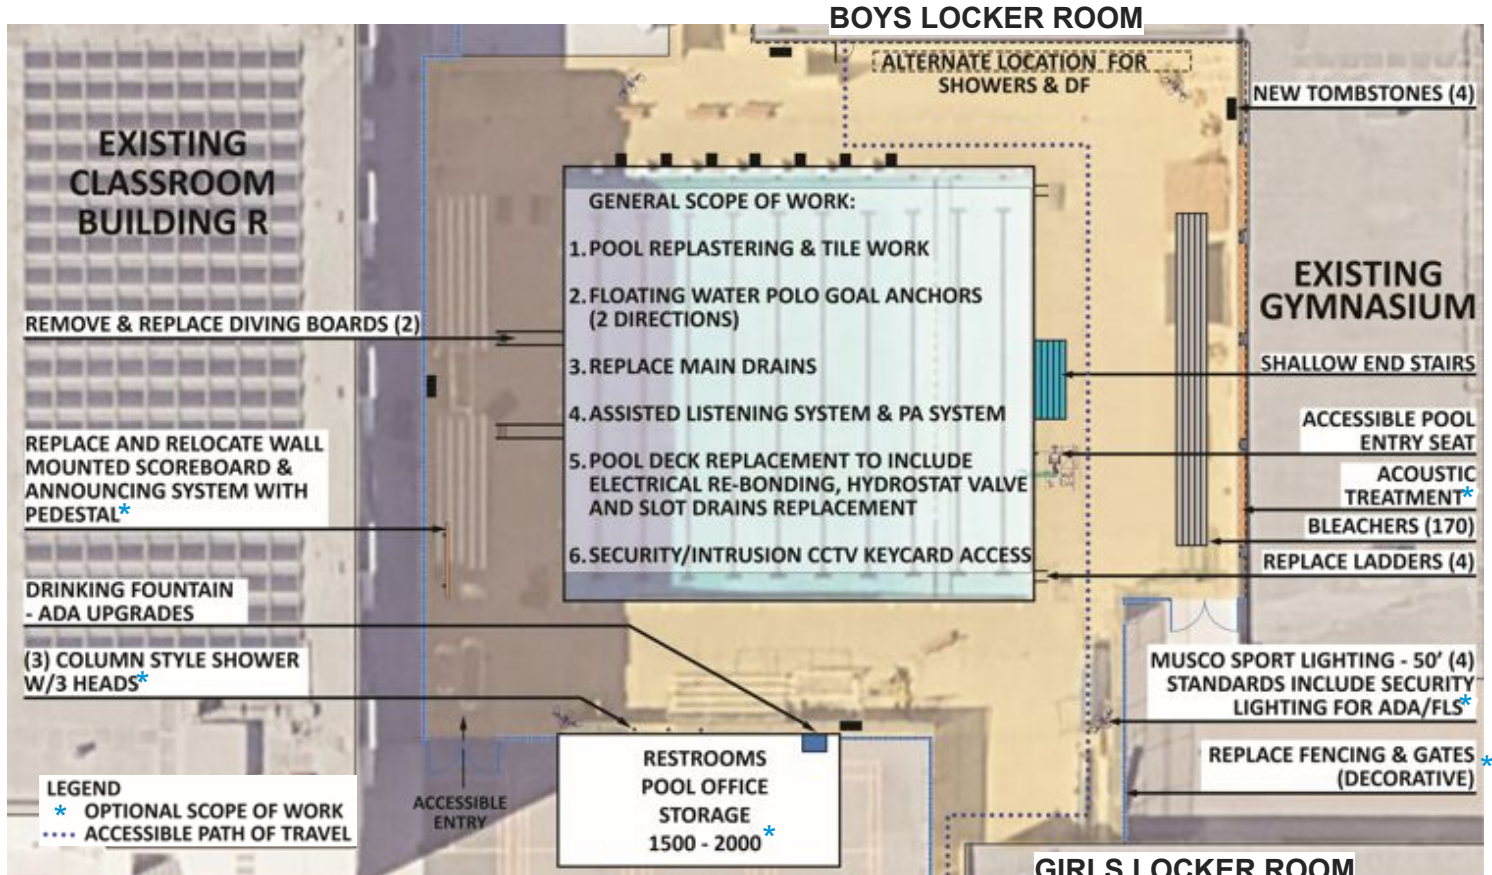 BOYS LOCKER ROOM
ALTERNATE LOCATION FOR
SHOWERS & DF
NEW TOMBSTONES (4)
EXISTING
CLASSROOM
BUILDING R
GENERAL SCOPE OF WORK:
1. POOL REPLASTERING & TILE WORK
2. FLOATING WATER POLO GOAL ANCHORS
(2 DIRECTIONS)
3. REPLACE MAIN DRAINS
4. ASSISTED LISTENING SYSTEM & PA SYSTEM
5. POOL DECK REPLACEMENT TO INCLUDE
ELECTRICAL RE-BONDING, HYDROSTAT VALVE
AND SLOT DRAINS REPLACEMENT
6. SECURITY/INTRUSION CCTV KEYCARD ACCESS
EXISTING
GYMNASIUM
REMOVE & REPLACE DIVING BOARDS (2)
SHALLOW END STAIRS
ACCESSIBLE POOL
ENTRY SEAT
REPLACE AND RELOCATE WALL
MOUNTED SCOREBOARD &
ANNOUNCING SYSTEM WITH
PEDESTAL*
ACOUSTIC
TREATMENT*
BLEACHERS (170)
REPLACE LADDERS (4)
DRINKING FOUNTAIN
- ADA UPGRADES
(3) COLUMN STYLE SHOWER
W/3 HEADS*
MUSCO SPORT LIGHTING - 50' (4)
STANDARDS INCLUDE SECURITY
LIGHTING FOR ADA/FLS*
REPLACE FENCING & GATES *
(DECORATIVE)
RESTROOMS
POOL OFFICE
STORAGE
1500 - 2000*
ACCESSIBLE
ENTRY
LEGEND
* OPTIONAL SCOPE OF WORK
ACCESSIBLE PATH OF TRAVEL
GIRLS LOCKER ROOM